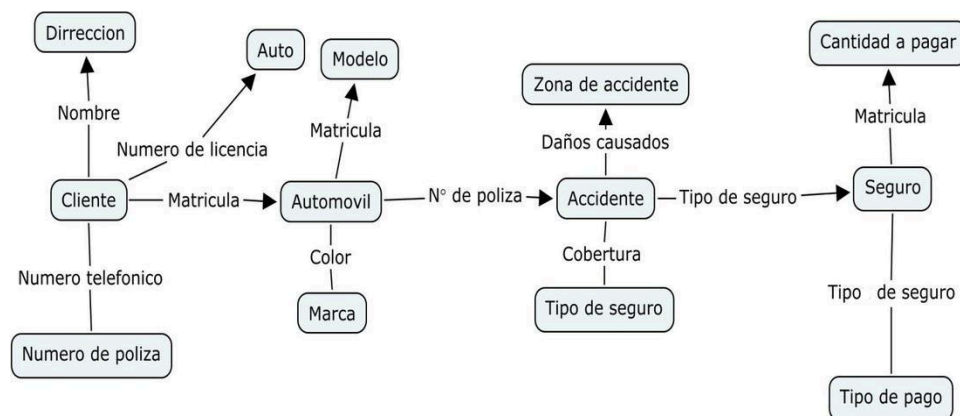 Dirreccion
Auto
Modelo
Cantidad a pagar
Zona de accidente
Nombre
Matricula
Numero de licencia
Daños causados
Matricula
Cliente
Matricula
Automovil
N° de poliza
Accidente
Tipo de seguro
Seguro
Numero telefonico
Color
Cobertura
Tipo de seguro
Numero de poliza
Marca
Tipo de seguro
Tipo de pago